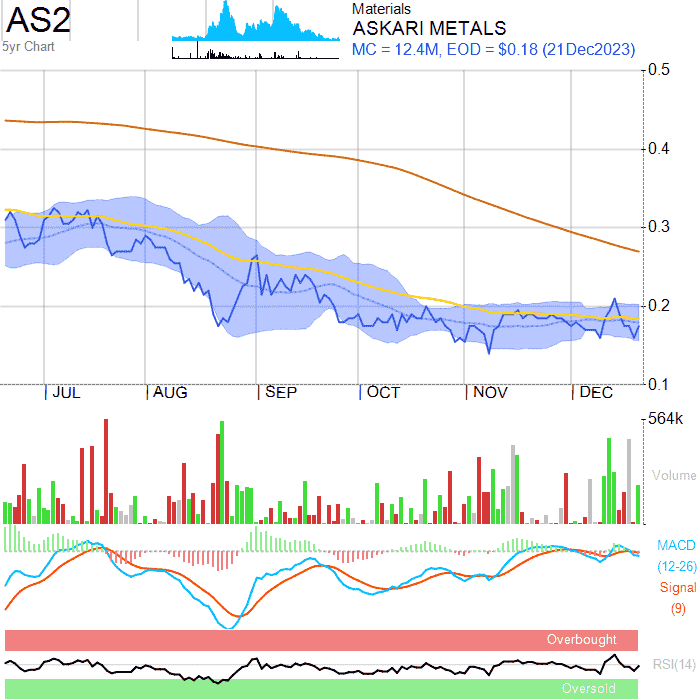 AS2
5yr Chart
Materials
ASKARI METALS
MC = 12.4M, EOD = $0.18 (21Dec2023)
0.5
0.4
0.3
0.2
0.1
JUL AUG SEP OCT NOV DEC
564k
Volume
MACD
(12-26)
Signal
(9)
Overbought
RSI(14)
Oversold